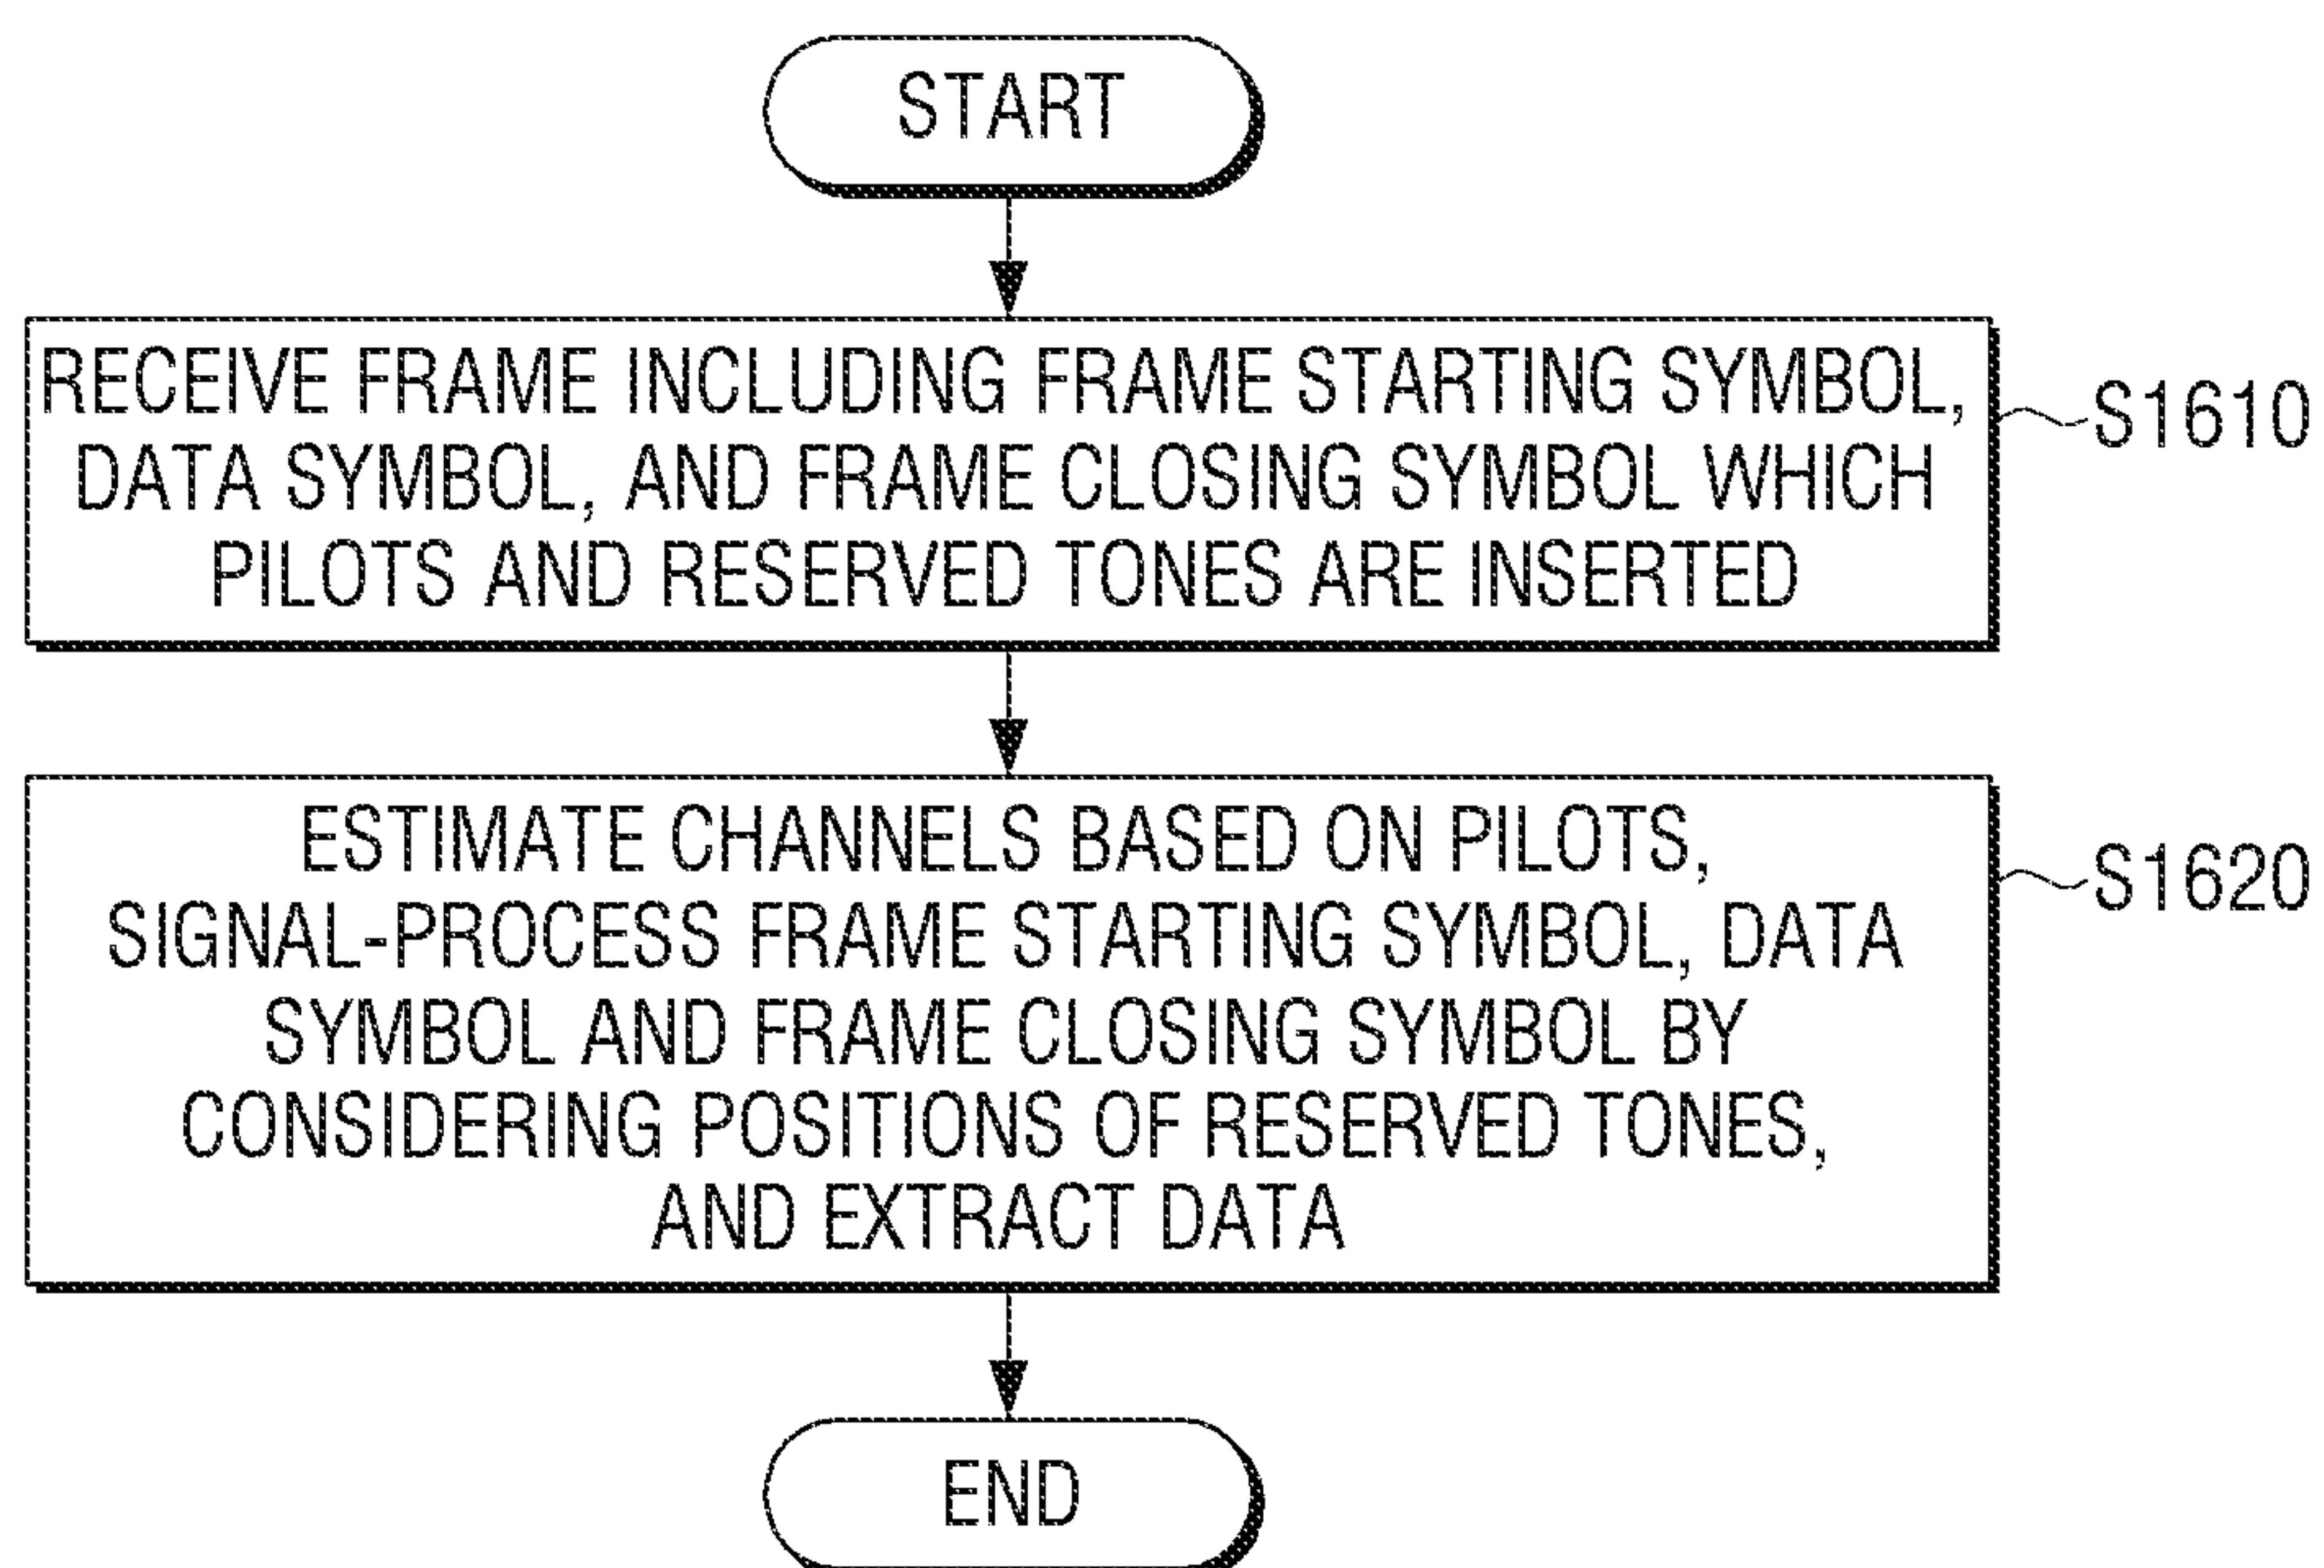 START
RECEIVE FRAME INCLUDING FRAME STARTING SYMBOL,
DATA SYMBOL, AND FRAME CLOSING SYMBOL WHICH
PILOTS AND RESERVED TONES ARE INSERTED
S1610
ESTIMATE CHANNELS BASED ON PILOTS,
SIGNAL-PROCESS FRAME STARTING SYMBOL, DATA
SYMBOL AND FRAME CLOSING SYMBOL BY
CONSIDERING POSITIONS OF RESERVED TONES,
AND EXTRACT DATA
S1620
END